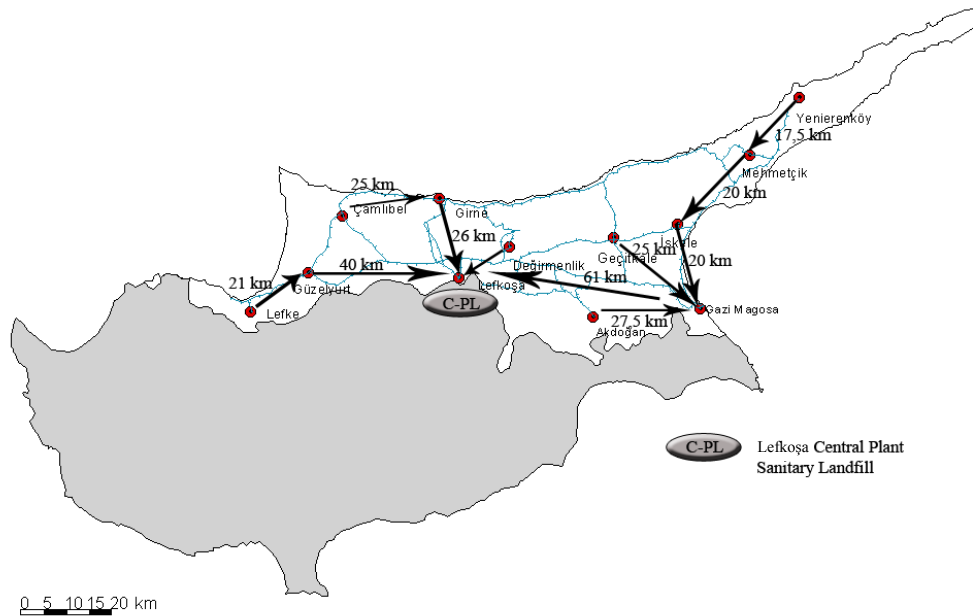 Yenierenköy
17,5 km
Mehmetçik
20 km
25 km
Çamlıbel
Girne
26 km
İskele
25 km
Geçitkale
20 km
Değirmenlik
40 km
61 km
21 km
Güzelyurt
Lefkoşa
C-PL
Lefke
Gazi Magosa
27,5 km
Akdoğan
C-PL
Lefkoşa Central Plant
Sanitary Landfill
0 5 10 15 20 km